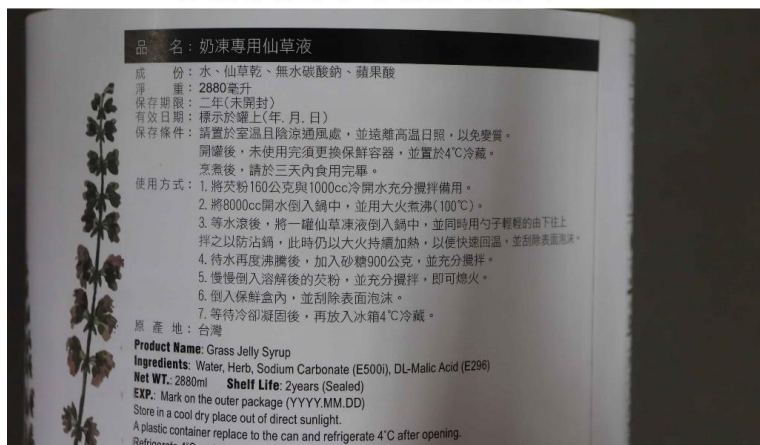 品　名：奶凍專用仙草液
成　份：水、仙草乾、無水碳酸鈉、蘋果酸
淨　重：2880毫升
保存期限：二年(未開封)
有效日期：標示於罐上(年.月.日)
保存條件：請置於室溫且陰涼通風處，並遠離高温日照，以免變質。
開罐後，未使用完須更換保鮮容器，並置於4℃冷藏。
烹煮後，請於三天內食用完畢。
使用方式：1.將芡粉160公克與1000cc冷開水充分攪拌備用。
2.將8000cc開水倒入鍋中，並用大火煮沸(100℃)。
3.等水滾後，將一罐仙草凍液倒入鍋中，並同時用勺子輕輕的由下往上
拌之以防沾鍋，此時仍以大火持續加熱，以便快速回溫，並刮除表面泡沫。
4.待水再度沸騰後，加入砂糖900公克，並充分攪拌。
5.慢慢倒入溶解後的芡粉，並充分攪拌，即可熄火。
6.倒入保鮮盒內，並刮除表面泡沫。
7.等待冷卻凝固後，再放入冰箱4℃冷藏。
原 產 地：台灣
Product Name: Grass Jelly Syrup
Ingredients: Water, Herb, Sodium Carbonate (E500i), DL-Malic Acid (E296)
Net WT.: 2880ml Shelf Life: 2years (Sealed)
EXP.: Mark on the outer package (YYYY.MM.DD)
Store in a cool dry place out of direct sunlight.
A plastic container replace to the can and refrigerate 4˚C after opening.